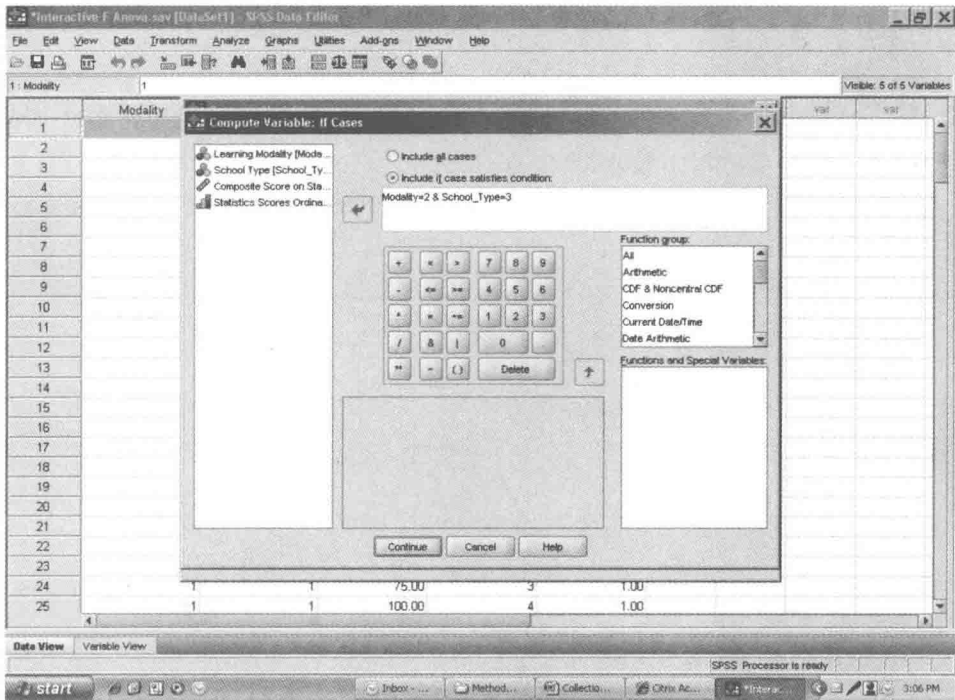 *Interactive F Anova.sav [DataSet1] - SPSS Data Editor
File Edit View Data Transform Analyze Graphs Utilities Add-ons Window Help
1 : Modality 1 Visible: 5 of 5 Variables
Modality var var
Compute Variable: If Cases
Learning Modality [Moda...
School Type [School_Ty...
Composite Score on Sta...
Statistics Scores Ordina...
Include all cases
Include if case satisfies condition:
Modality=2 & School_Type=3
Function group:
All
Arithmetic
CDF & Noncentral CDF
Conversion
Current Date/Time
Date Arithmetic
Functions and Special Variables:
+ < > 7 8 9
- <= >= 4 5 6
* = ~= 1 2 3
/ & | 0 .
** ~ ( ) Delete
Continue Cancel Help
1
2
3
4
5
6
7
8
9
10
11
12
13
14
15
16
17
18
19
20
21
22
23
24 1 1 75.00 3 1.00
25 1 1 100.00 4 1.00
Data View Variable View
SPSS Processor is ready
start Inbox - ... Method... Collectio... Citrix Ac... *Interac... 3:06 PM